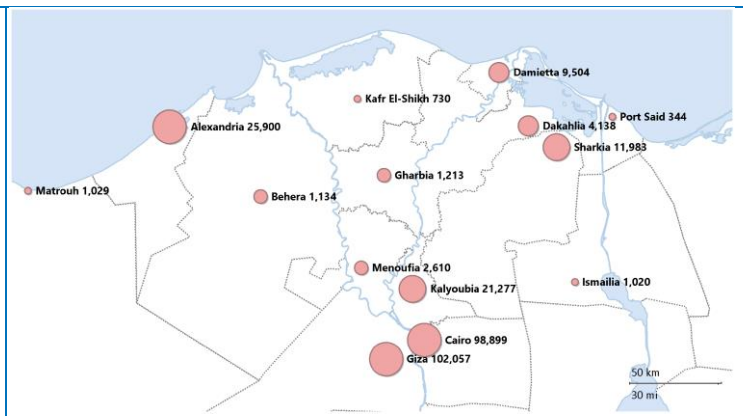 Damietta 9,504
Kafr El-Shikh 730
Port Said 344
Alexandria 25,900
Dakahlia 4,138
Sharkia 11,983
Gharbia 1,213
Matrouh 1,029
Behera 1,134
Menoufia 2,610
Ismailia 1,020
Kalyoubia 21,277
Cairo 98,899
Giza 102,057
50 km
30 mi